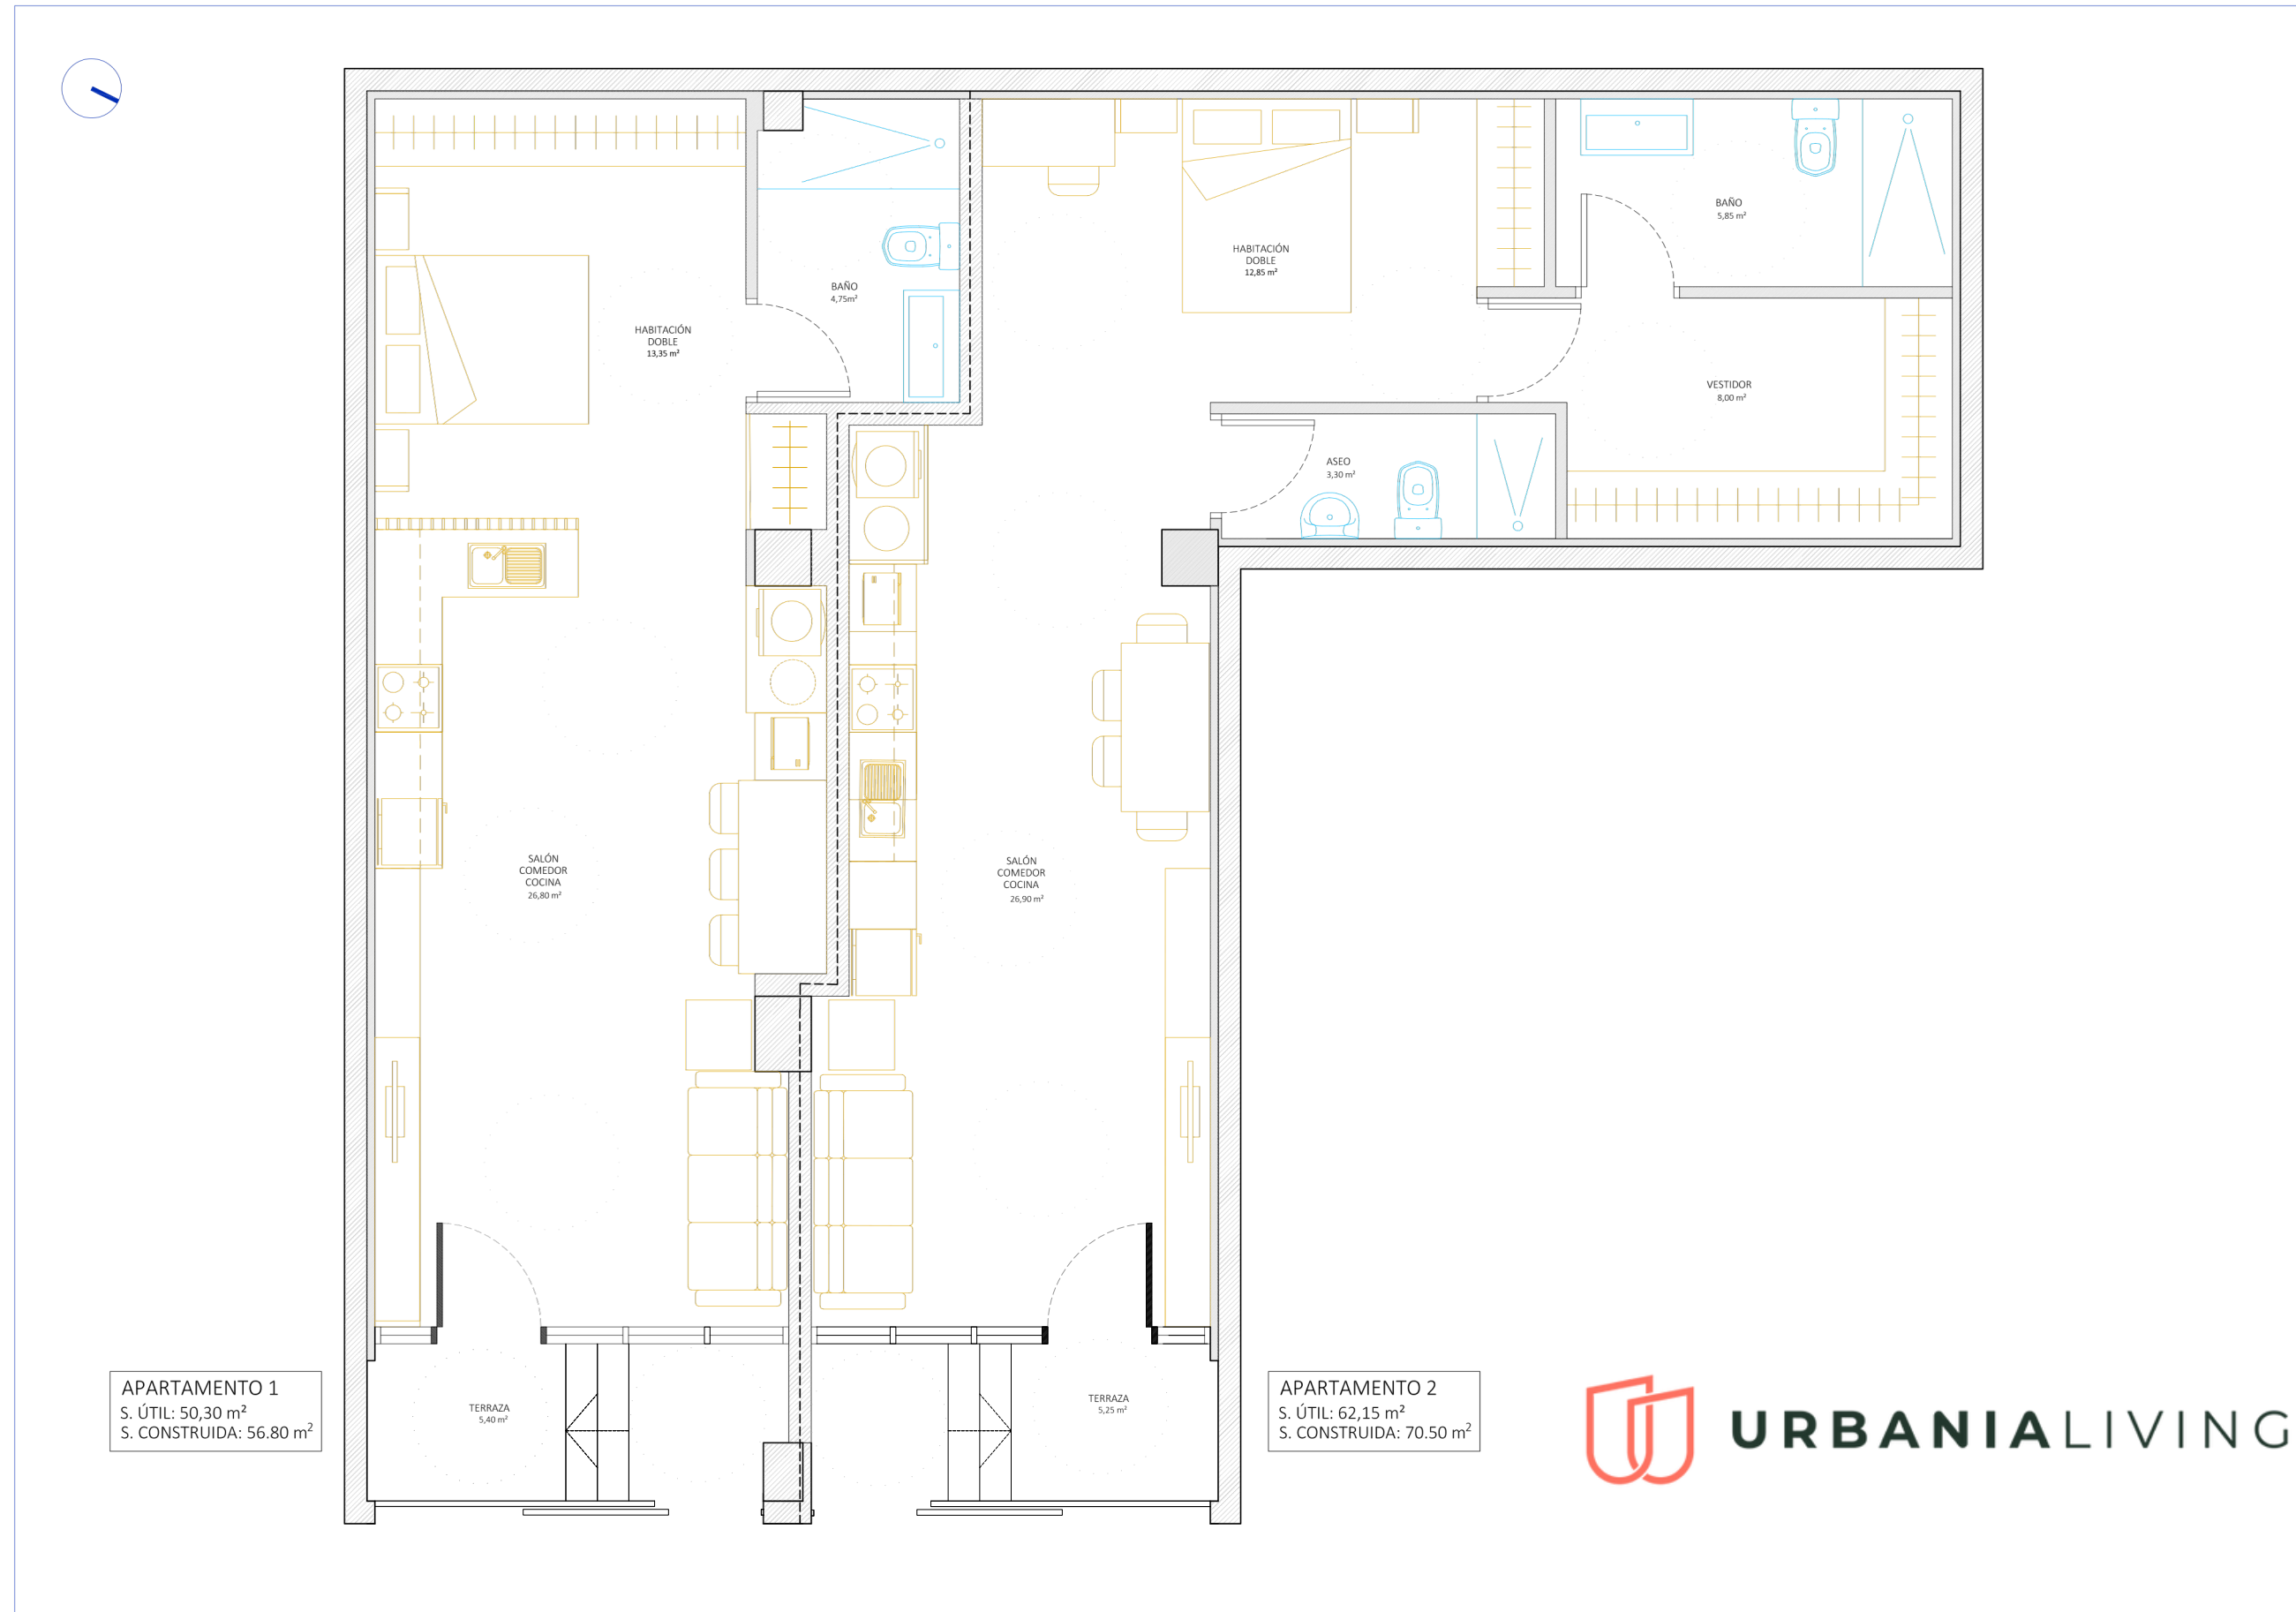 BAÑO
5,85 m²
HABITACIÓN
DOBLE
12,85 m²
BAÑO
4,75m²
HABITACIÓN
DOBLE
13,35 m²
VESTIDOR
8,00 m²
ASEO
3,30 m²
SALÓN
COMEDOR
COCINA
26,80 m²
SALÓN
COMEDOR
COCINA
26,90 m²
TERRAZA
5,40 m²
TERRAZA
5,25 m²
APARTAMENTO 1
S. ÚTIL: 50,30 m²
S. CONSTRUIDA: 56.80 m²
APARTAMENTO 2
S. ÚTIL: 62,15 m²
S. CONSTRUIDA: 70.50 m²
URBANIALIVING